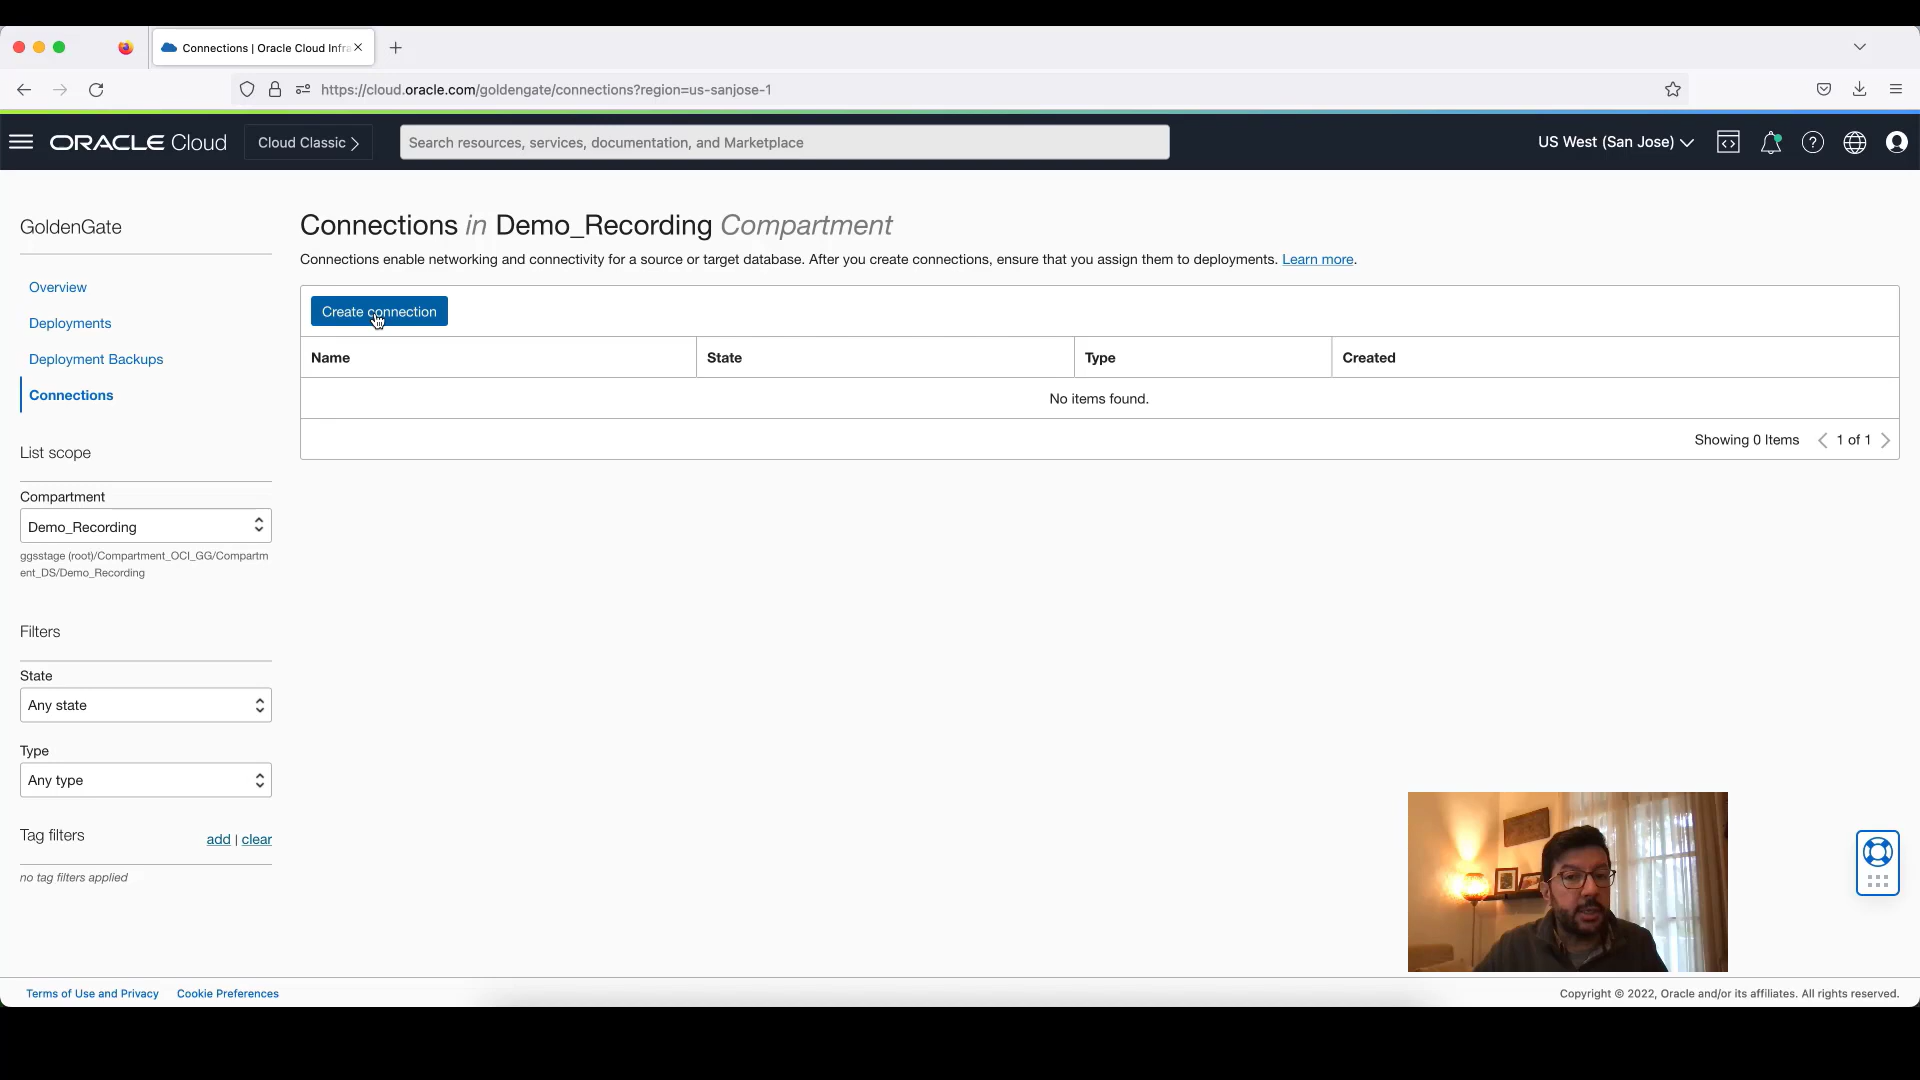 Connections | Oracle Cloud Infra
https://cloud.oracle.com/goldengate/connections?region=us-sanjose-1
ORACLE Cloud
Cloud Classic
Search resources, services, documentation, and Marketplace
US West (San Jose)
GoldenGate
Overview
Deployments
Deployment Backups
Connections
List scope
Compartment
Demo_Recording
ggsstage (root)/Compartment_OCI_GG/Compartm
ent_DS/Demo_Recording
Filters
State
Any state
Type
Any type
Tag filters
add | clear
no tag filters applied
Connections in Demo_Recording Compartment
Connections enable networking and connectivity for a source or target database. After you create connections, ensure that you assign them to deployments. Learn more.
Create connection
Name State Type Created
No items found.
Showing 0 Items 1 of 1
Terms of Use and Privacy Cookie Preferences
Copyright © 2022, Oracle and/or its affiliates. All rights reserved.